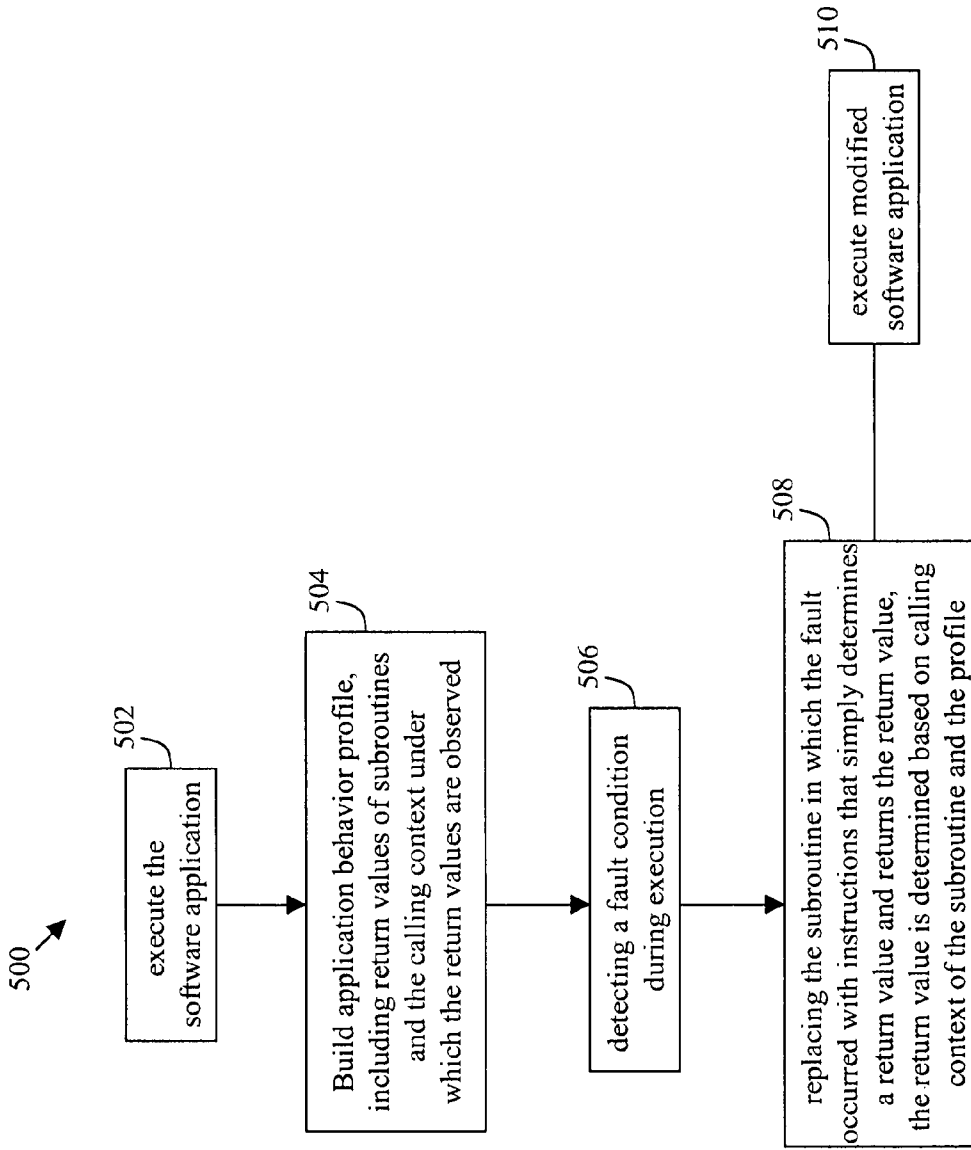 500
502
execute the
software application
504
Build application behavior profile,
including return values of subroutines
and the calling context under
which the return values are observed
506
detecting a fault condition
during execution
508
replacing the subroutine in which the fault
occurred with instructions that simply determines
a return value and returns the return value,
the return value is determined based on calling
context of the subroutine and the profile
510
execute modified
software application